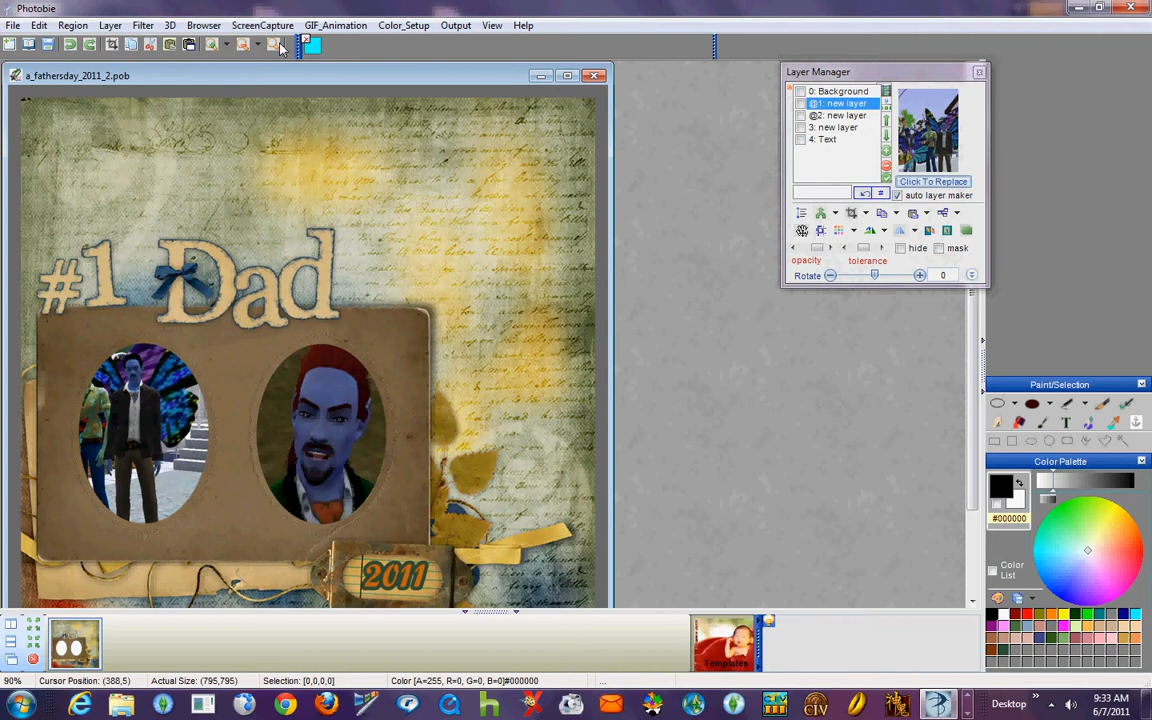 Photobie
File Edit Region Layer Filter 3D Browser ScreenCapture GIF_Animation Color_Setup Output View Help
a_fathersday_2011_2.pob
Layer Manager
0: Background
@1: new layer
@2: new layer
3: new layer
4: Text
Click To Replace
#
auto layer maker
hide mask
opacity tolerance
Rotate 0
#1 Dad
2011
Paint/Selection
T
Color Palette
#000000
Color List
Templates
90% Cursor Position: (388,5) Actual Size: (795,795) Selection: [0,0,0,0] Color [A=255, R=0, G=0, B=0]#000000 ...
Desktop
9:33 AM
6/7/2011